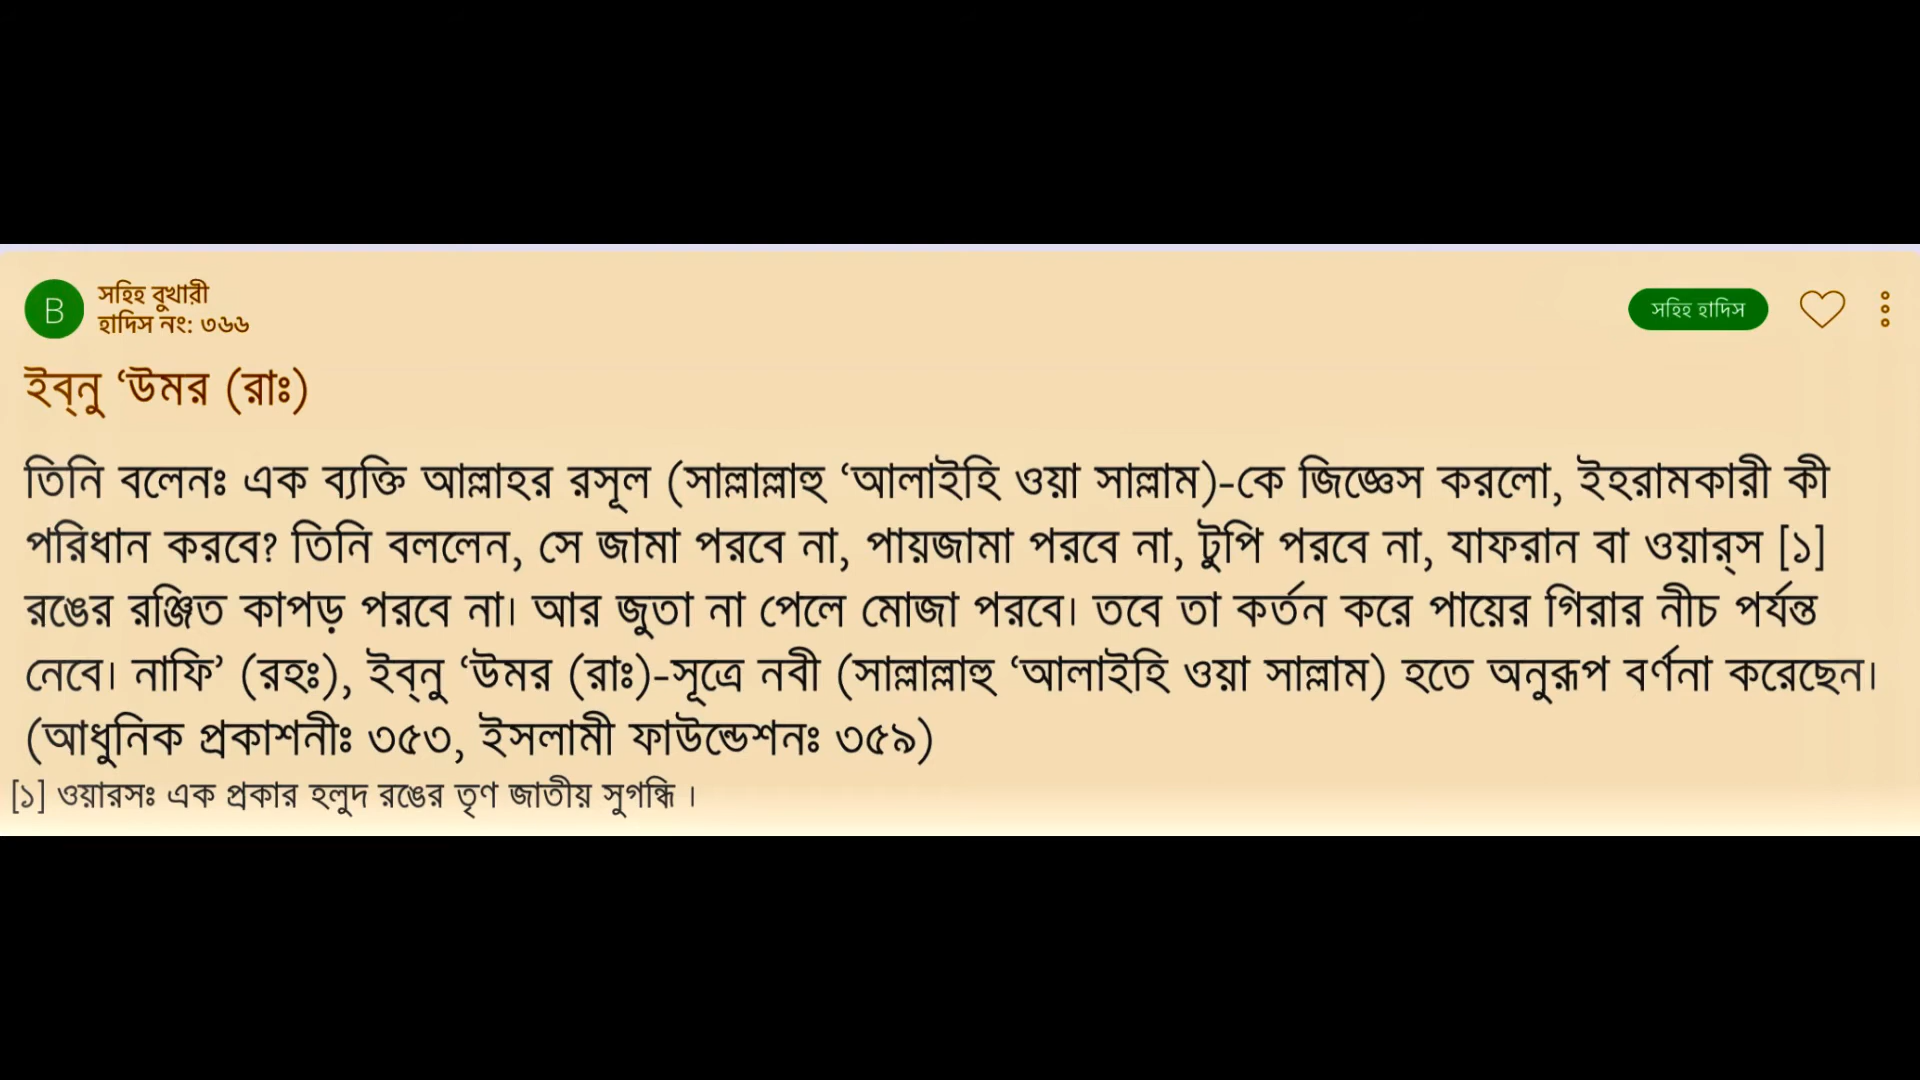 B
সহিহ বুখারী
হাদিস নং: ৩৬৬
সহিহ হাদিস
ইব্‌নু ‘উমর (রাঃ)
তিনি বলেনঃ এক ব্যক্তি আল্লাহর রসূল (সাল্লাল্লাহু ‘আলাইহি ওয়া সাল্লাম)-কে জিজ্ঞেস করলো, ইহরামকারী কী
পরিধান করবে? তিনি বললেন, সে জামা পরবে না, পায়জামা পরবে না, টুপি পরবে না, যাফরান বা ওয়ার্‌স [১]
রঙের রঞ্জিত কাপড় পরবে না। আর জুতা না পেলে মোজা পরবে। তবে তা কর্তন করে পায়ের গিরার নীচ পর্যন্ত
নেবে। নাফি’ (রহঃ), ইব্‌নু ‘উমর (রাঃ)-সূত্রে নবী (সাল্লাল্লাহু ‘আলাইহি ওয়া সাল্লাম) হতে অনুরূপ বর্ণনা করেছেন।
(আধুনিক প্রকাশনীঃ ৩৫৩, ইসলামী ফাউন্ডেশনঃ ৩৫৯)
[১] ওয়ারসঃ এক প্রকার হলুদ রঙের তৃণ জাতীয় সুগন্ধি ।